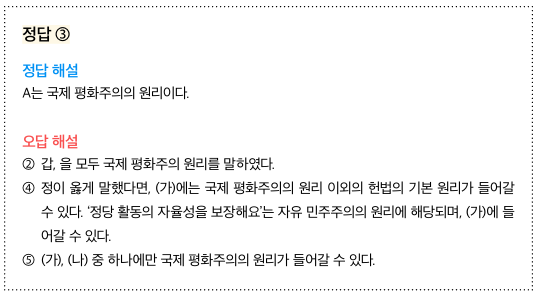 정답 ③
정답 해설
A는 국제 평화주의의 원리이다.
오답 해설
② 갑, 을 모두 국제 평화주의 원리를 말하였다.
④ 정이 옳게 말했다면, (가)에는 국제 평화주의의 원리 이외의 헌법의 기본 원리가 들어갈
수 있다. '정당 활동의 자율성을 보장해요'는 자유 민주주의의 원리에 해당되며, (가)에 들
어갈 수 있다.
⑤ (가), (나) 중 하나에만 국제 평화주의의 원리가 들어갈 수 있다.